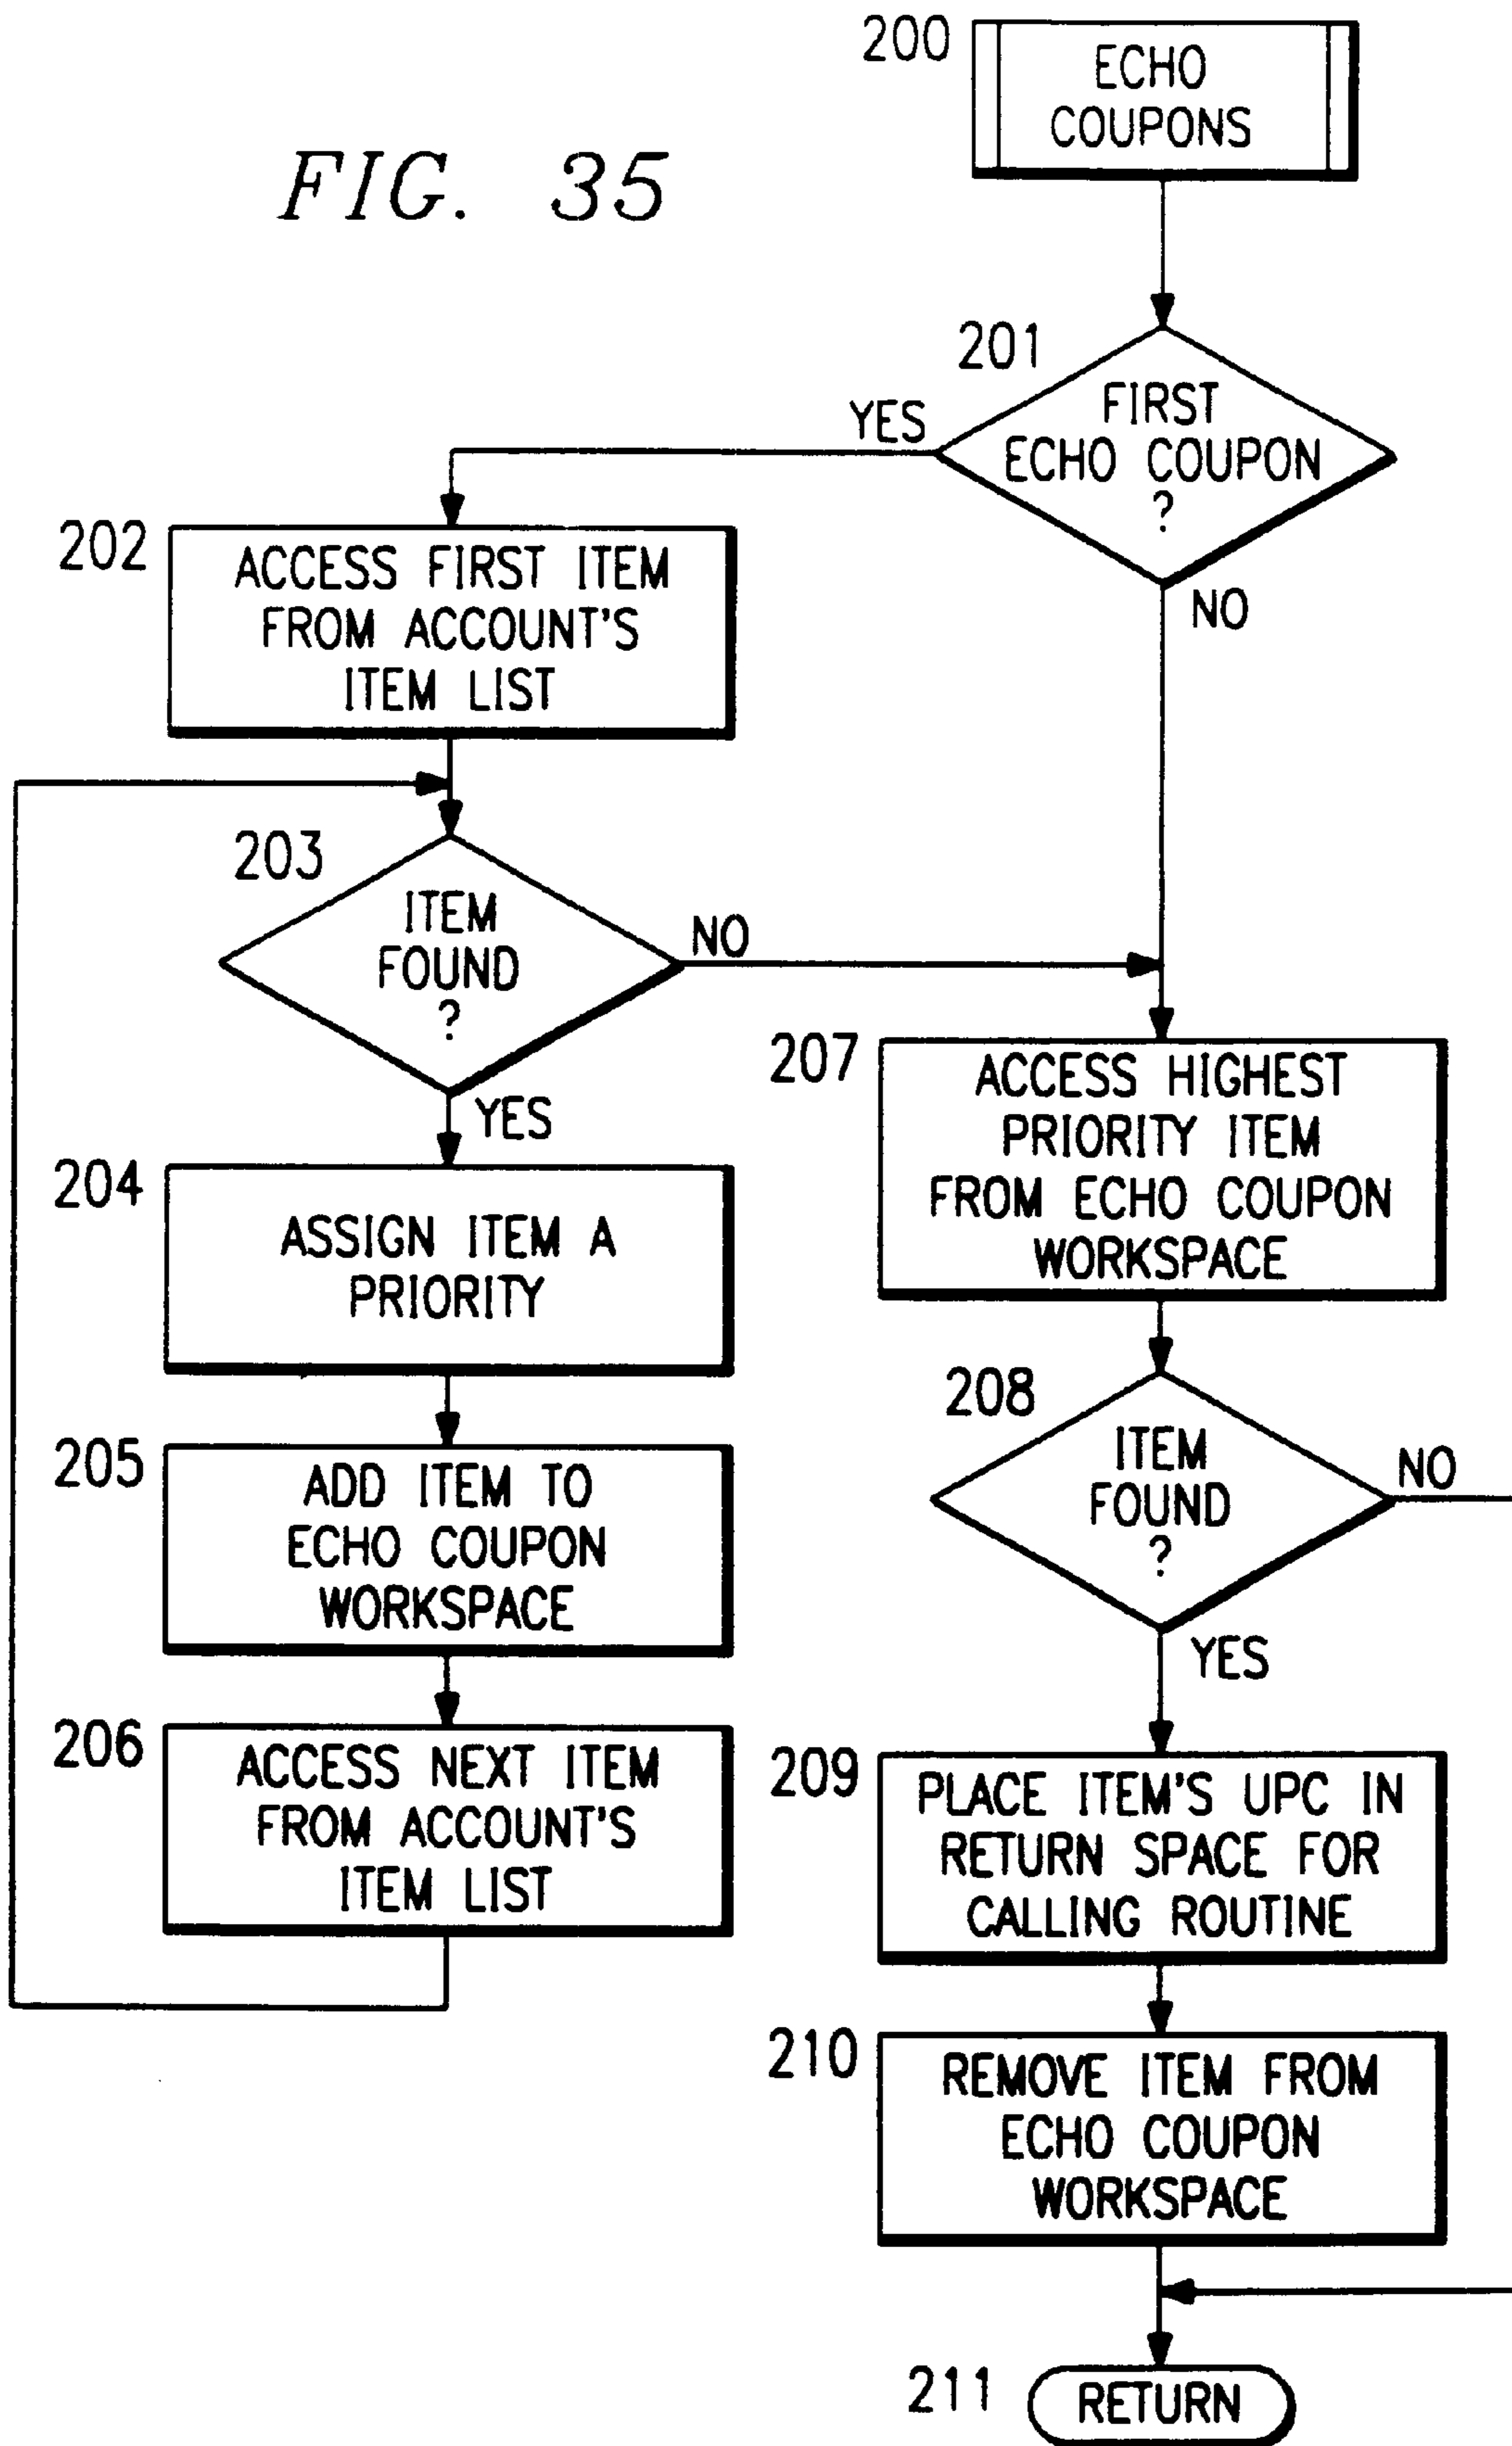 FIG. 35
200
ECHO
COUPONS
201
FIRST
ECHO COUPON
?
YES
NO
202
ACCESS FIRST ITEM
FROM ACCOUNT'S
ITEM LIST
203
ITEM
FOUND
?
NO
YES
204
ASSIGN ITEM A
PRIORITY
205
ADD ITEM TO
ECHO COUPON
WORKSPACE
206
ACCESS NEXT ITEM
FROM ACCOUNT'S
ITEM LIST
207
ACCESS HIGHEST
PRIORITY ITEM
FROM ECHO COUPON
WORKSPACE
208
ITEM
FOUND
?
NO
YES
209
PLACE ITEM'S UPC IN
RETURN SPACE FOR
CALLING ROUTINE
210
REMOVE ITEM FROM
ECHO COUPON
WORKSPACE
211
RETURN